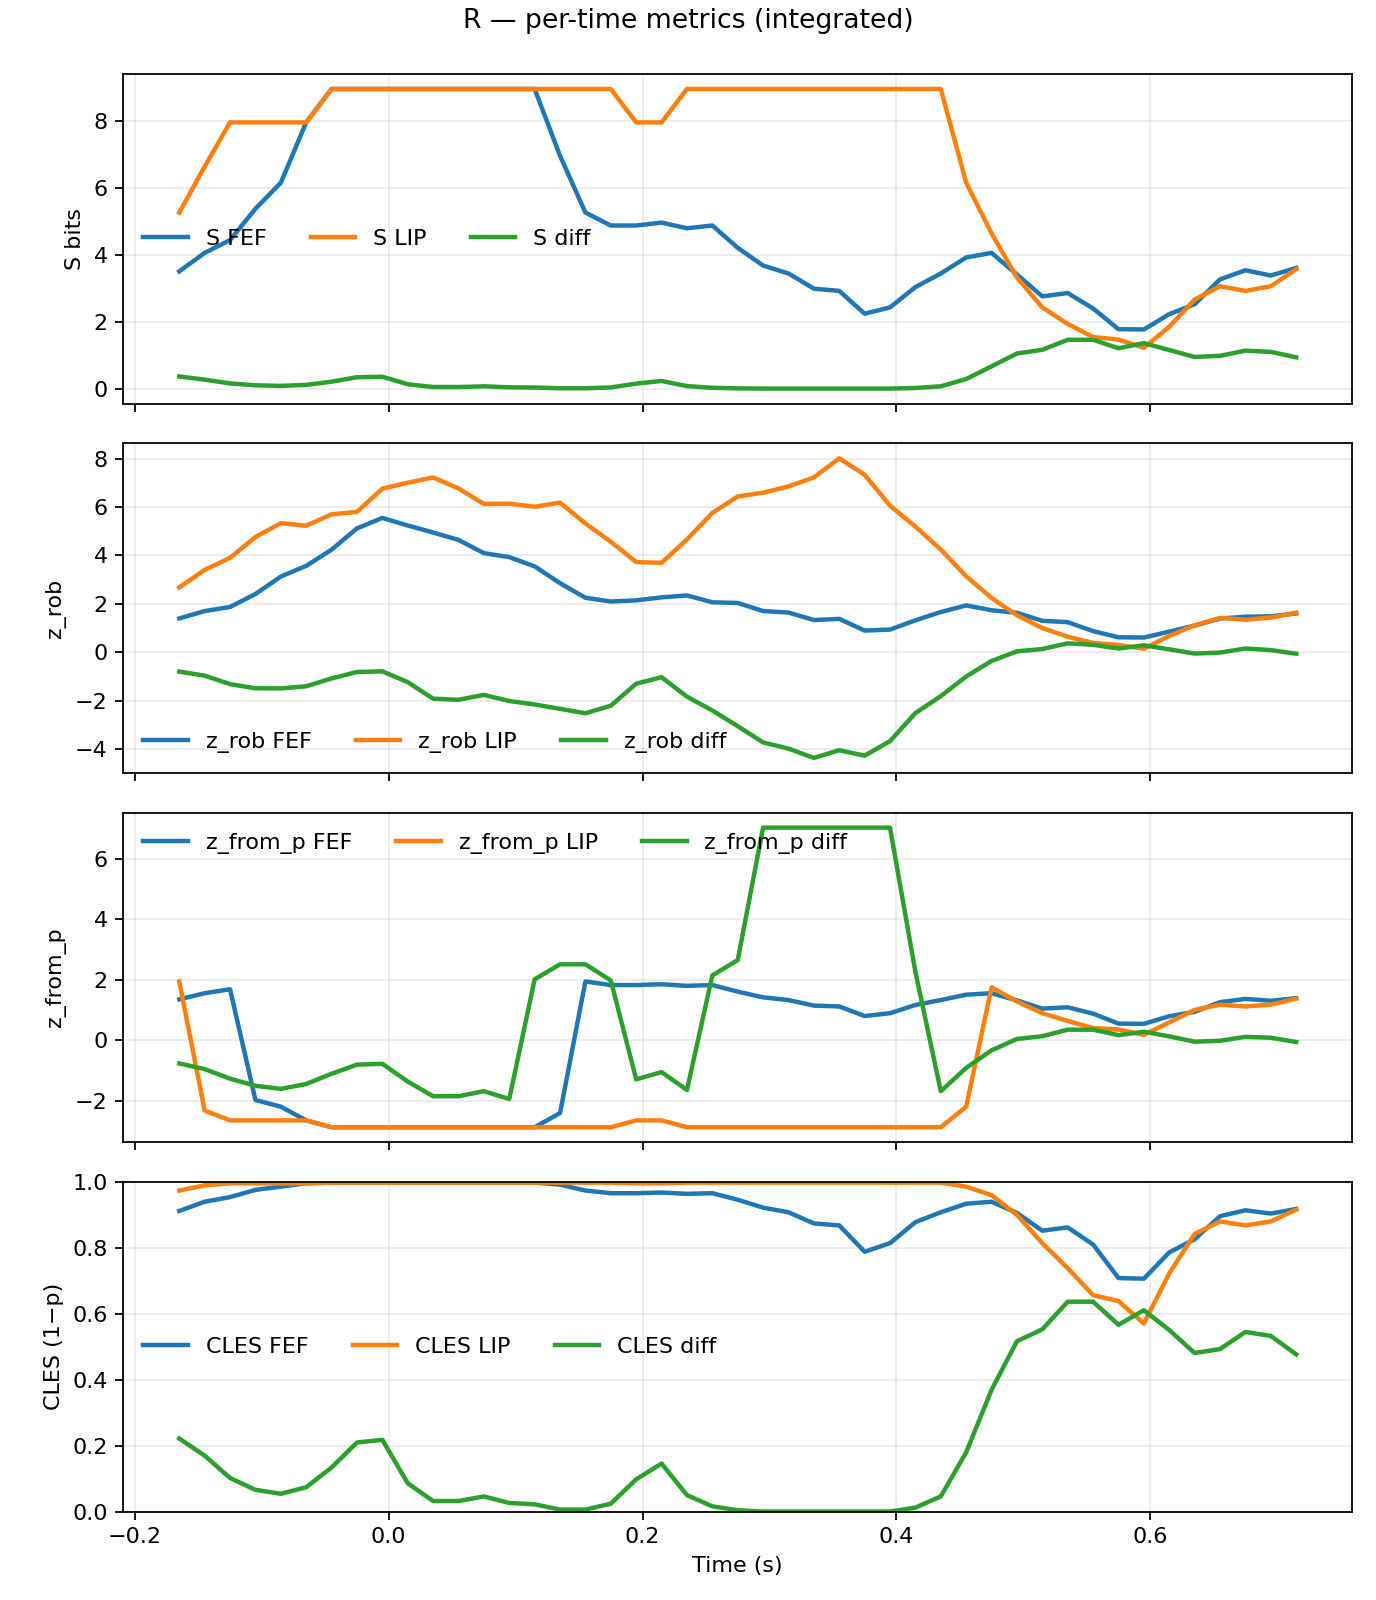 R — per-time metrics (integrated)
8
6
4
2
0
S bits
S FEF S LIP S diff
8
6
4
2
0
−2
−4
z_rob
z_rob FEF z_rob LIP z_rob diff
6
4
2
0
−2
z_from_p
z_from_p FEF z_from_p LIP z_from_p diff
1.0
0.8
0.6
0.4
0.2
0.0
CLES (1−p)
CLES FEF CLES LIP CLES diff
−0.2 0.0 0.2 0.4 0.6
Time (s)